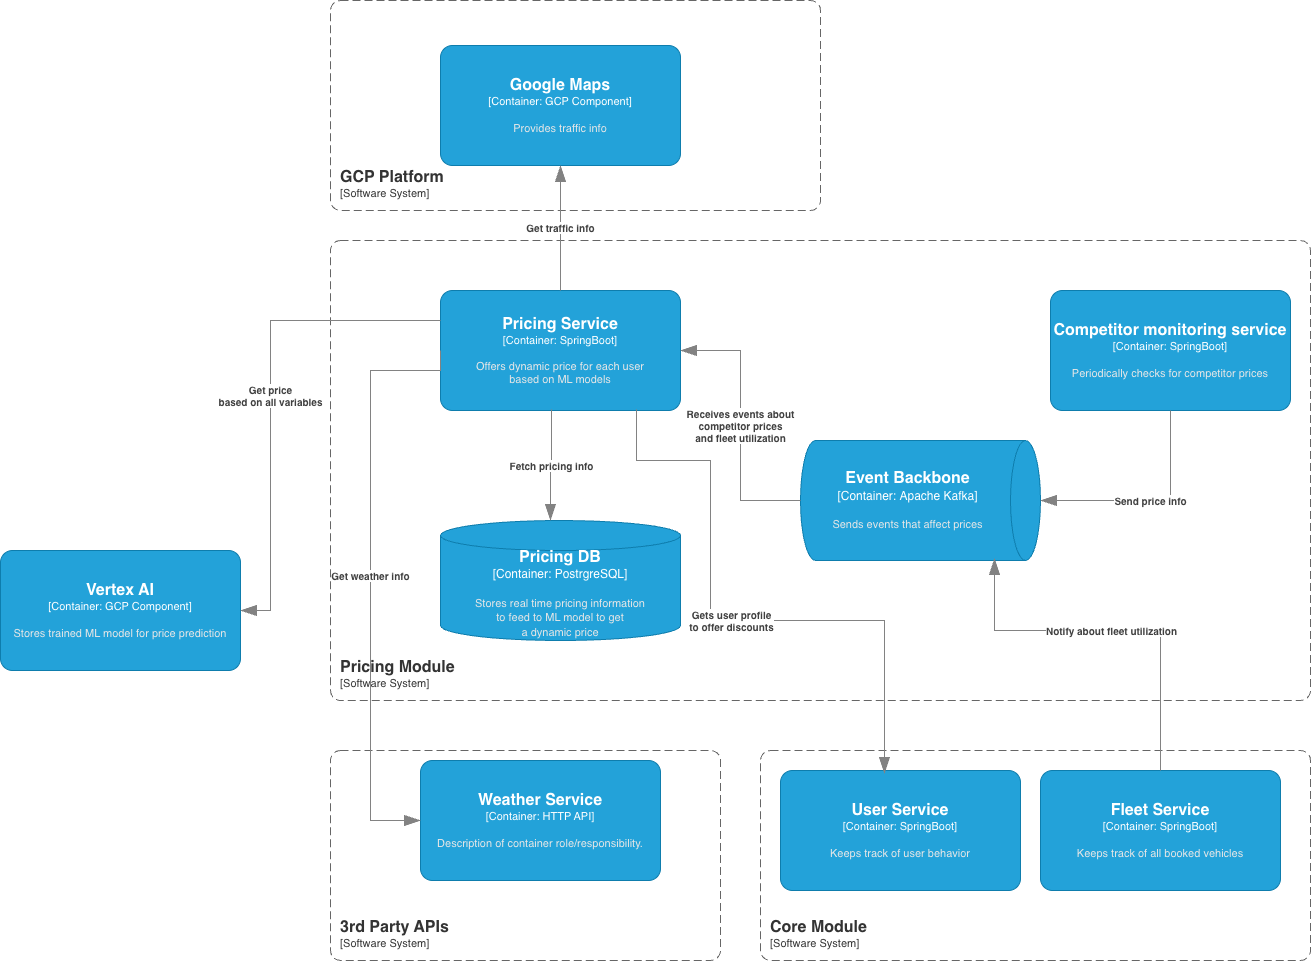 Google Maps
[Container: GCP Component]
Provides traffic info
GCP Platform
[Software System]
Get traffic info
Pricing Service
[Container: SpringBoot]
Offers dynamic price for each user
based on ML models
Competitor monitoring service
[Container: SpringBoot]
Periodically checks for competitor prices
Get price
based on all variables
Receives events about
competitor prices
and fleet utilization
Fetch pricing info
Event Backbone
[Container: Apache Kafka]
Sends events that affect prices
Send price info
Pricing DB
[Container: PostrgreSQL]
Stores real time pricing information
to feed to ML model to get
a dynamic price
Get weather info
Vertex AI
[Container: GCP Component]
Stores trained ML model for price prediction
Gets user profile
to offer discounts
Notify about fleet utilization
Pricing Module
[Software System]
Weather Service
[Container: HTTP API]
Description of container role/responsibility.
3rd Party APIs
[Software System]
User Service
[Container: SpringBoot]
Keeps track of user behavior
Fleet Service
[Container: SpringBoot]
Keeps track of all booked vehicles
Core Module
[Software System]